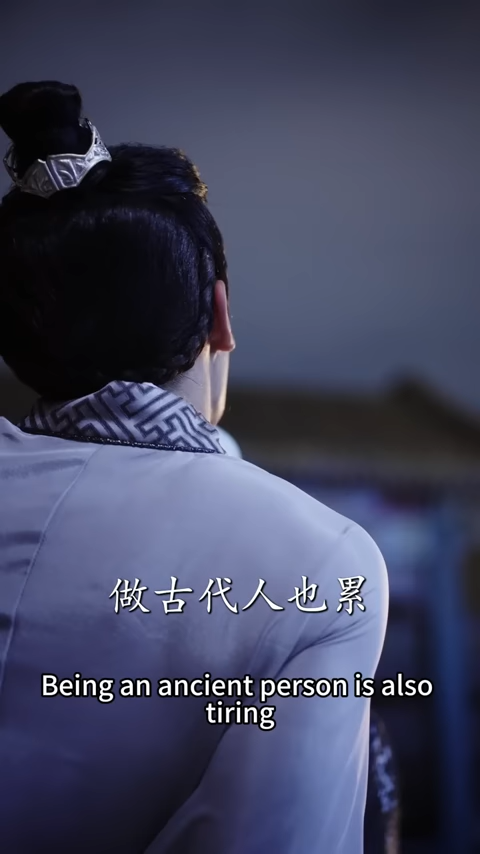 做古代人也累
Being an ancient person is also
tiring